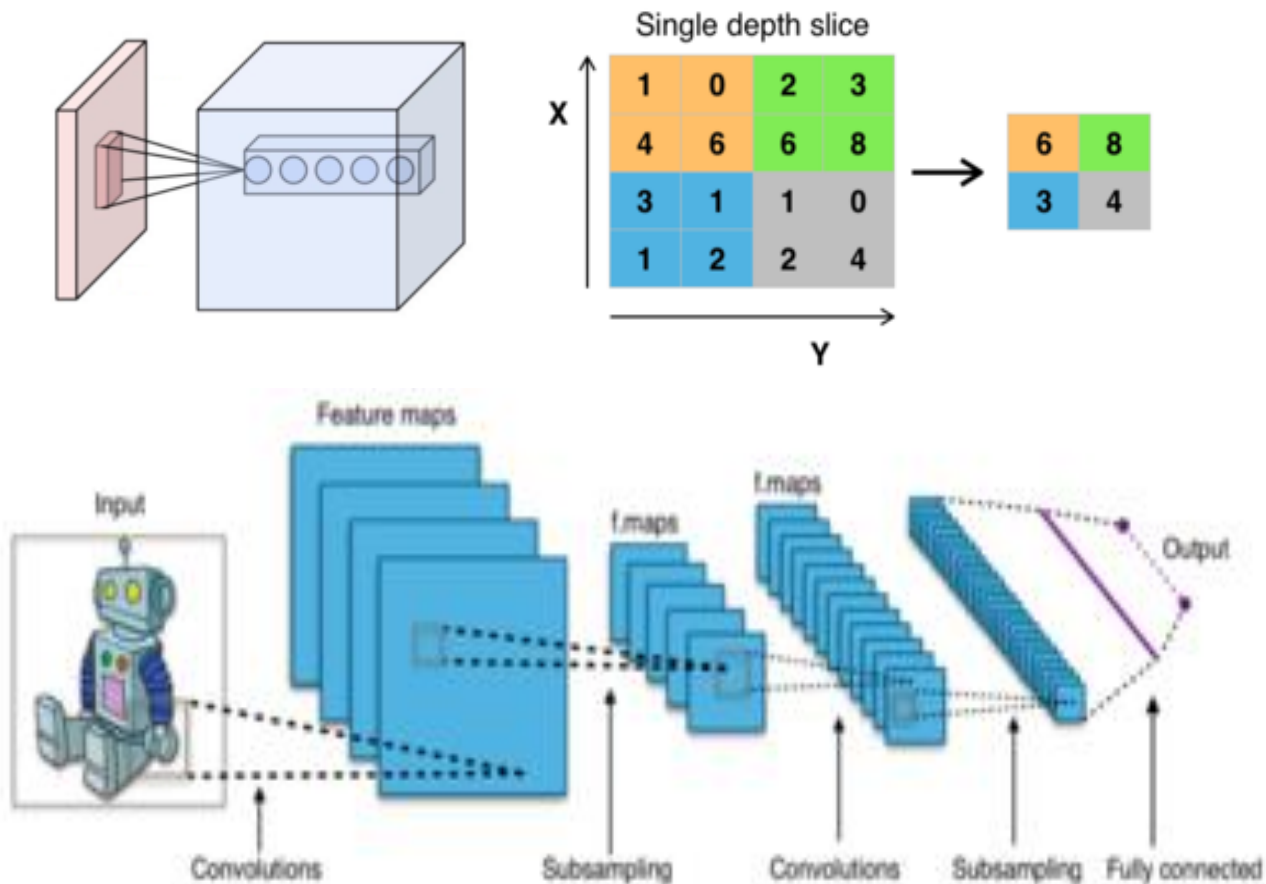 Single depth slice
X
1 0 2 3
4 6 6 8
3 1 1 0
1 2 2 4
Y
6 8
3 4
Feature maps
Input
f.maps
f.maps
Output
Convolutions
Subsampling
Convolutions
Subsampling
Fully connected